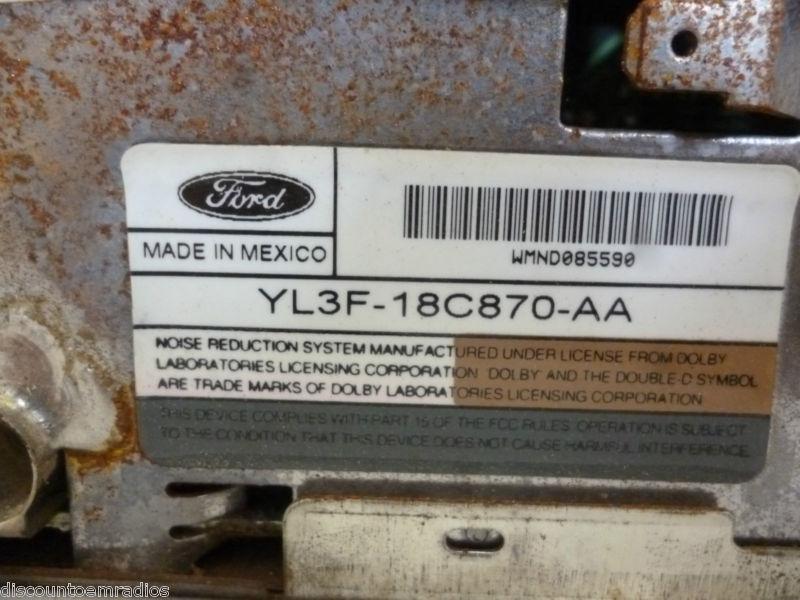 Ford
MADE IN MEXICO
WMND085590
YL3F-18C870-AA
NOISE REDUCTION SYSTEM MANUFACTURED UNDER LICENSE FROM DOLBY
LABORATORIES LICENSING CORPORATION. DOLBY AND THE DOUBLE-D SYMBOL
ARE TRADE MARKS OF DOLBY LABORATORIES LICENSING CORPORATION
THIS DEVICE COMPLIES WITH PART 15 OF THE FCC RULES. OPERATION IS SUBJECT
TO THE CONDITION THAT THIS DEVICE DOES NOT CAUSE HARMFUL INTERFERENCE.
discountoemradios